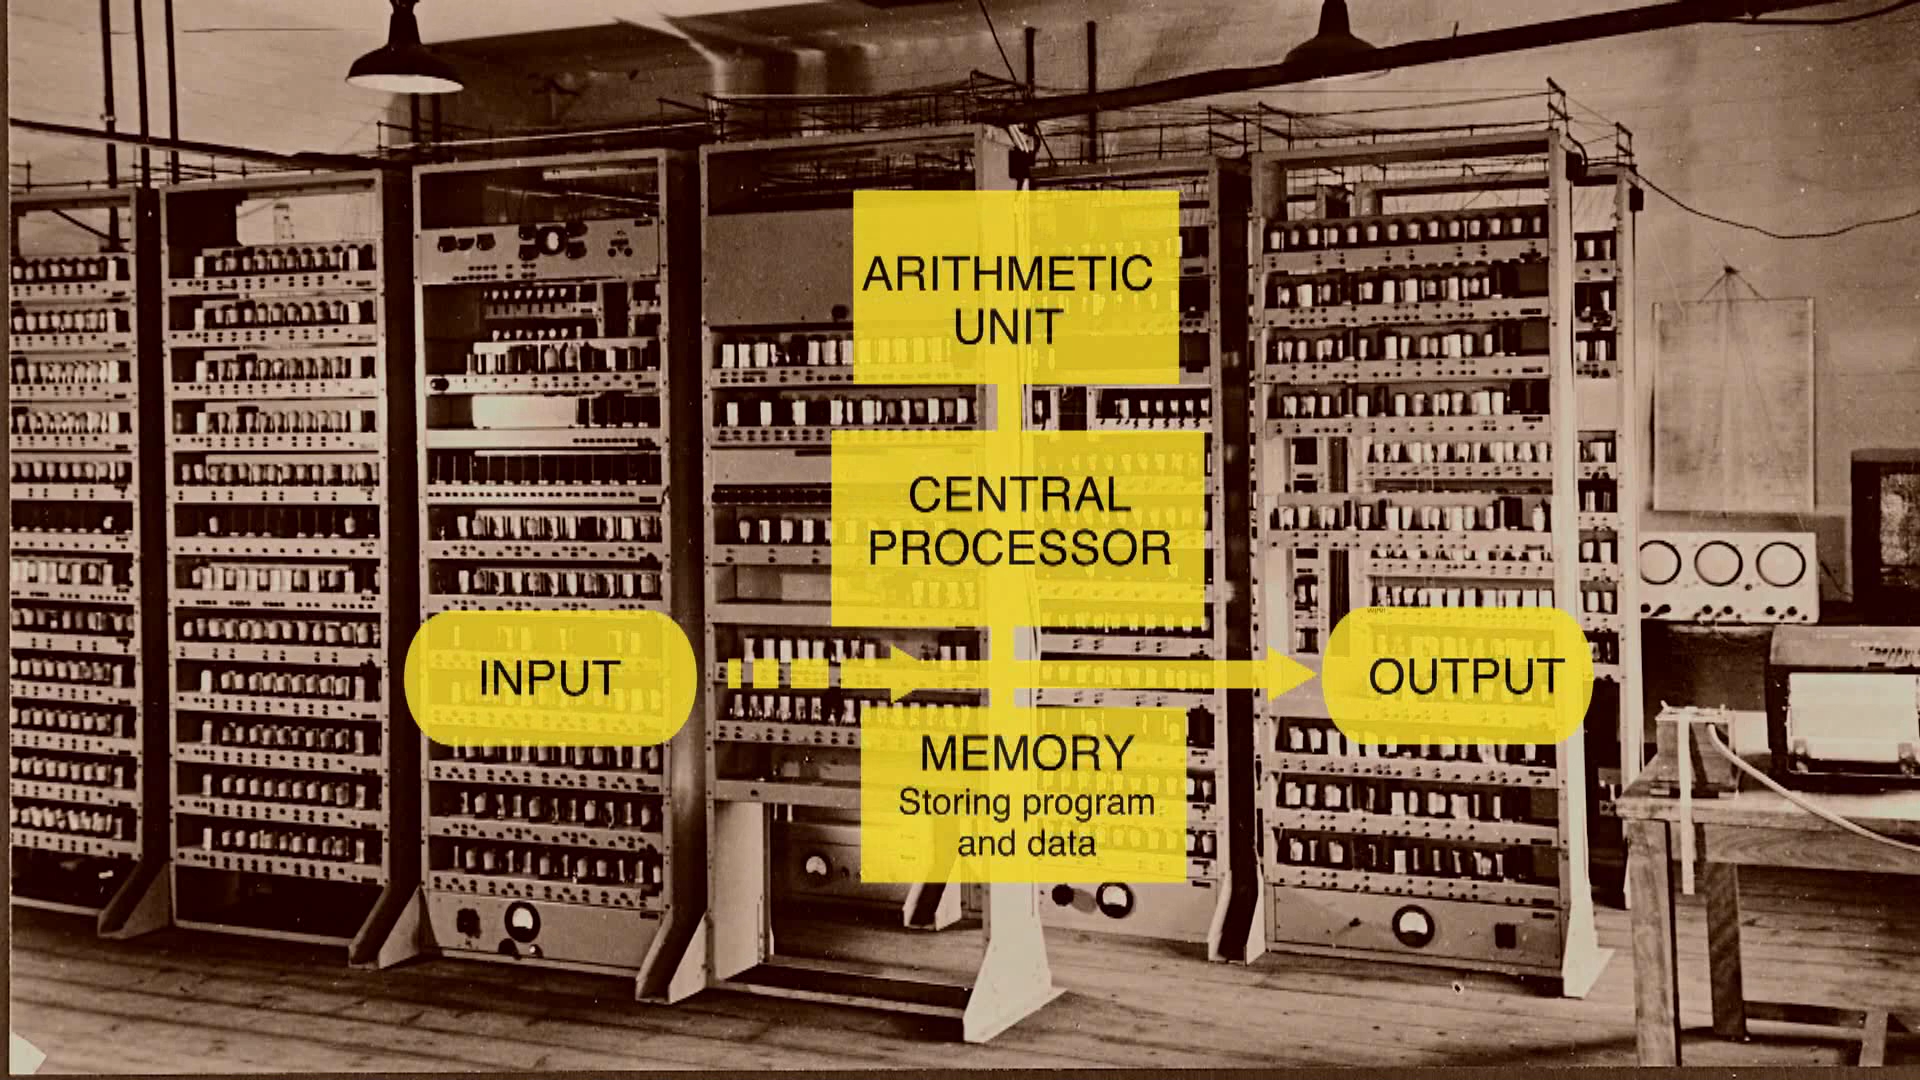 ARITHMETIC
UNIT
CENTRAL
PROCESSOR
INPUT
OUTPUT
MEMORY
Storing program
and data